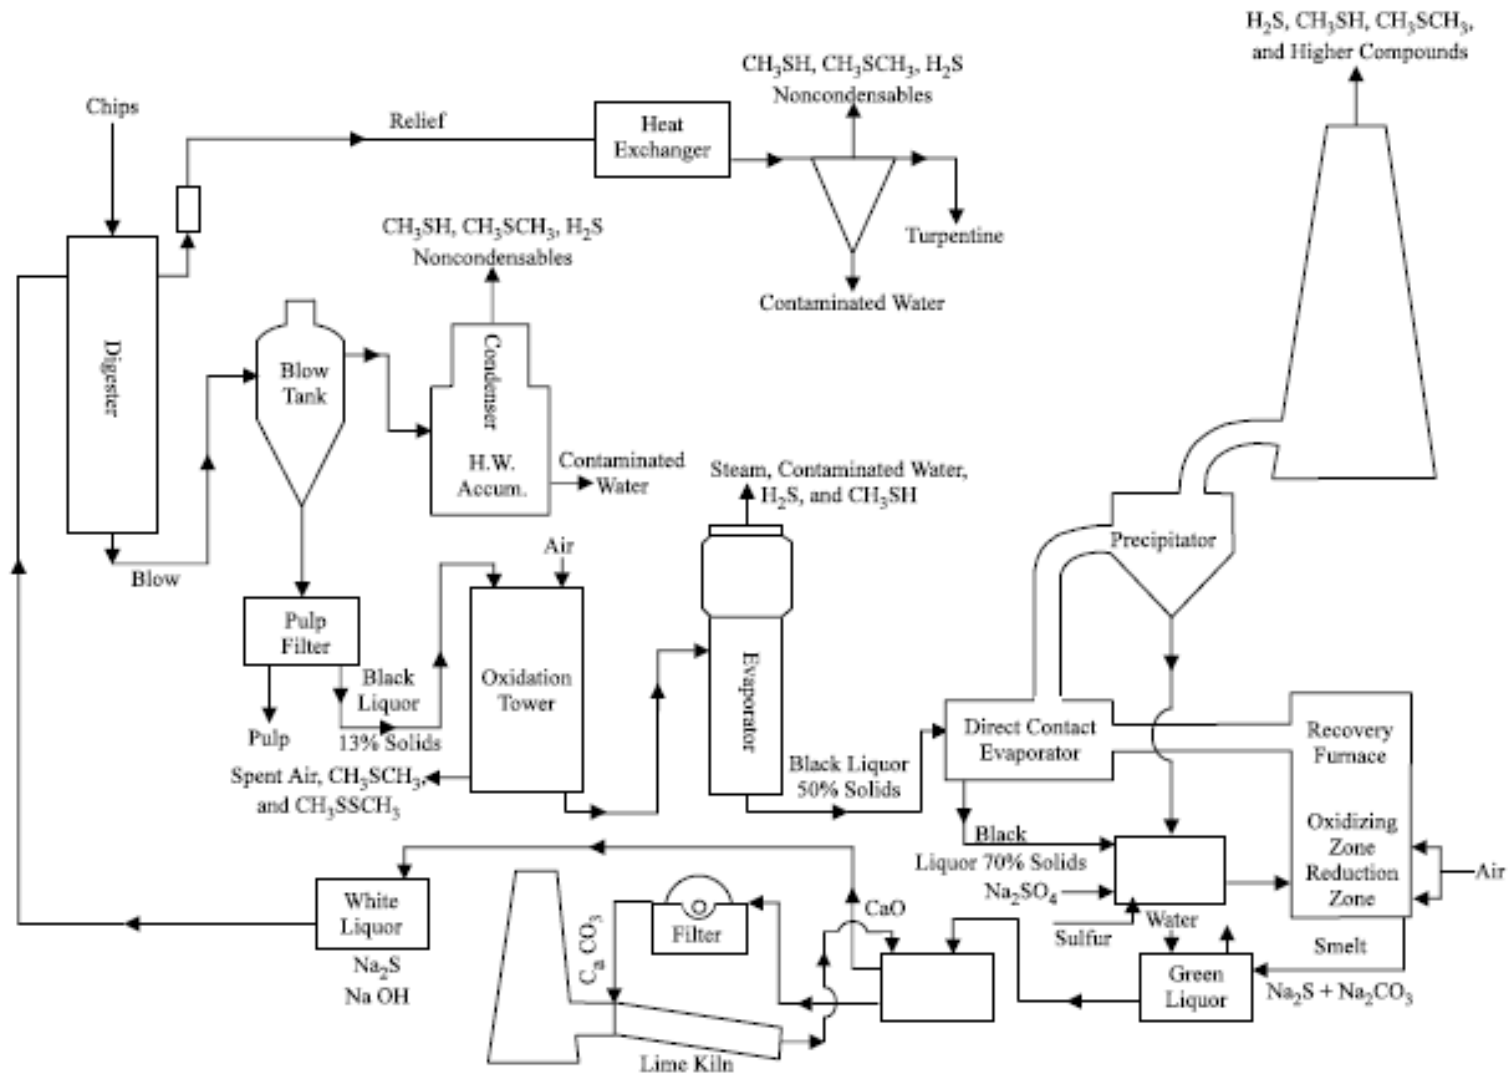 H₂S, CH₃SH, CH₃SCH₃,
and Higher Compounds
CH₃SH, CH₃SCH₃, H₂S
Noncondensables
Chips
Relief
Heat
Exchanger
Turpentine
Contaminated Water
CH₃SH, CH₃SCH₃, H₂S
Noncondensables
Digester
Blow
Tank
Condenser
H.W.
Accum.
Contaminated
Water
Steam, Contaminated Water,
H₂S, and CH₃SH
Precipitator
Blow
Air
Pulp
Filter
Black
Liquor
13% Solids
Pulp
Oxidation
Tower
Spent Air, CH₃SCH₃,
and CH₃SSCH₃
Evaporator
Black Liquor
50% Solids
Direct Contact
Evaporator
Recovery
Furnace
Oxidizing
Zone
Reduction
Zone
Air
Black
Liquor 70% Solids
Na₂SO₄
Sulfur
Water
Smelt
Green
Liquor
Na₂S + Na₂CO₃
White
Liquor
Na₂S
Na OH
Ca CO₃
Filter
CaO
Lime Kiln